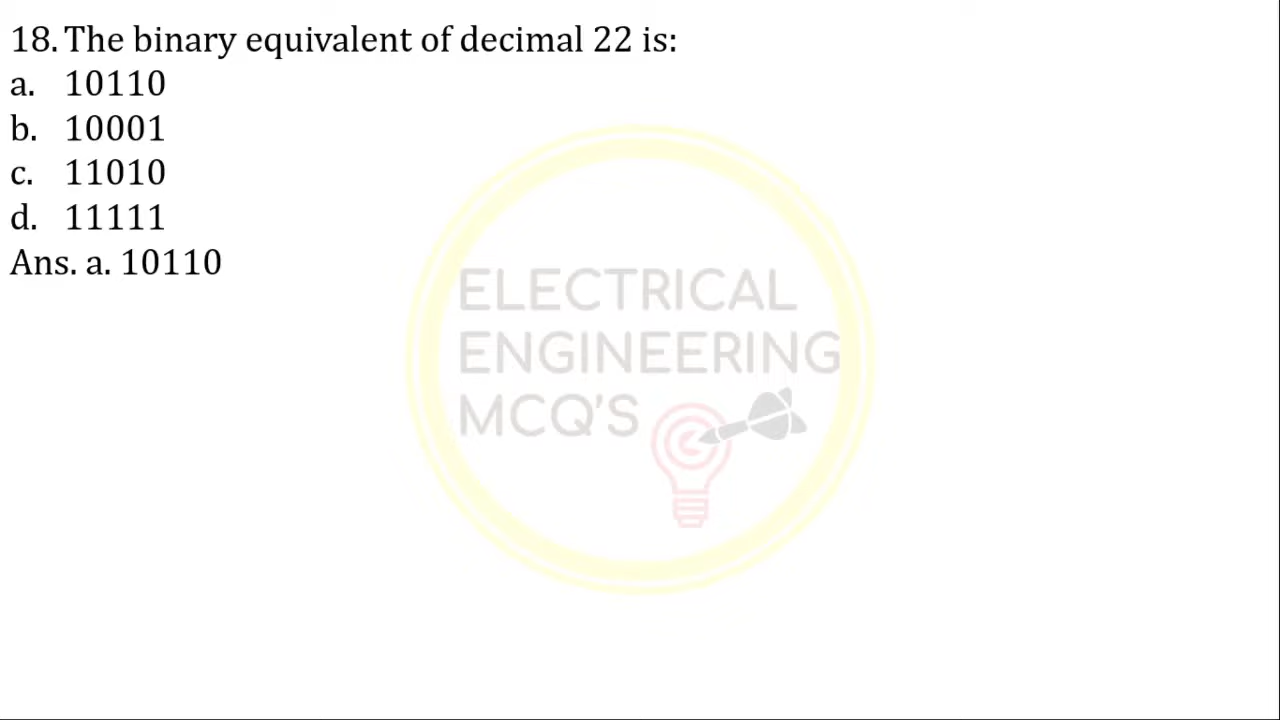 18. The binary equivalent of decimal 22 is:
a. 10110
b. 10001
c. 11010
d. 11111
Ans. a. 10110
ELECTRICAL
ENGINEERING
MCQ'S